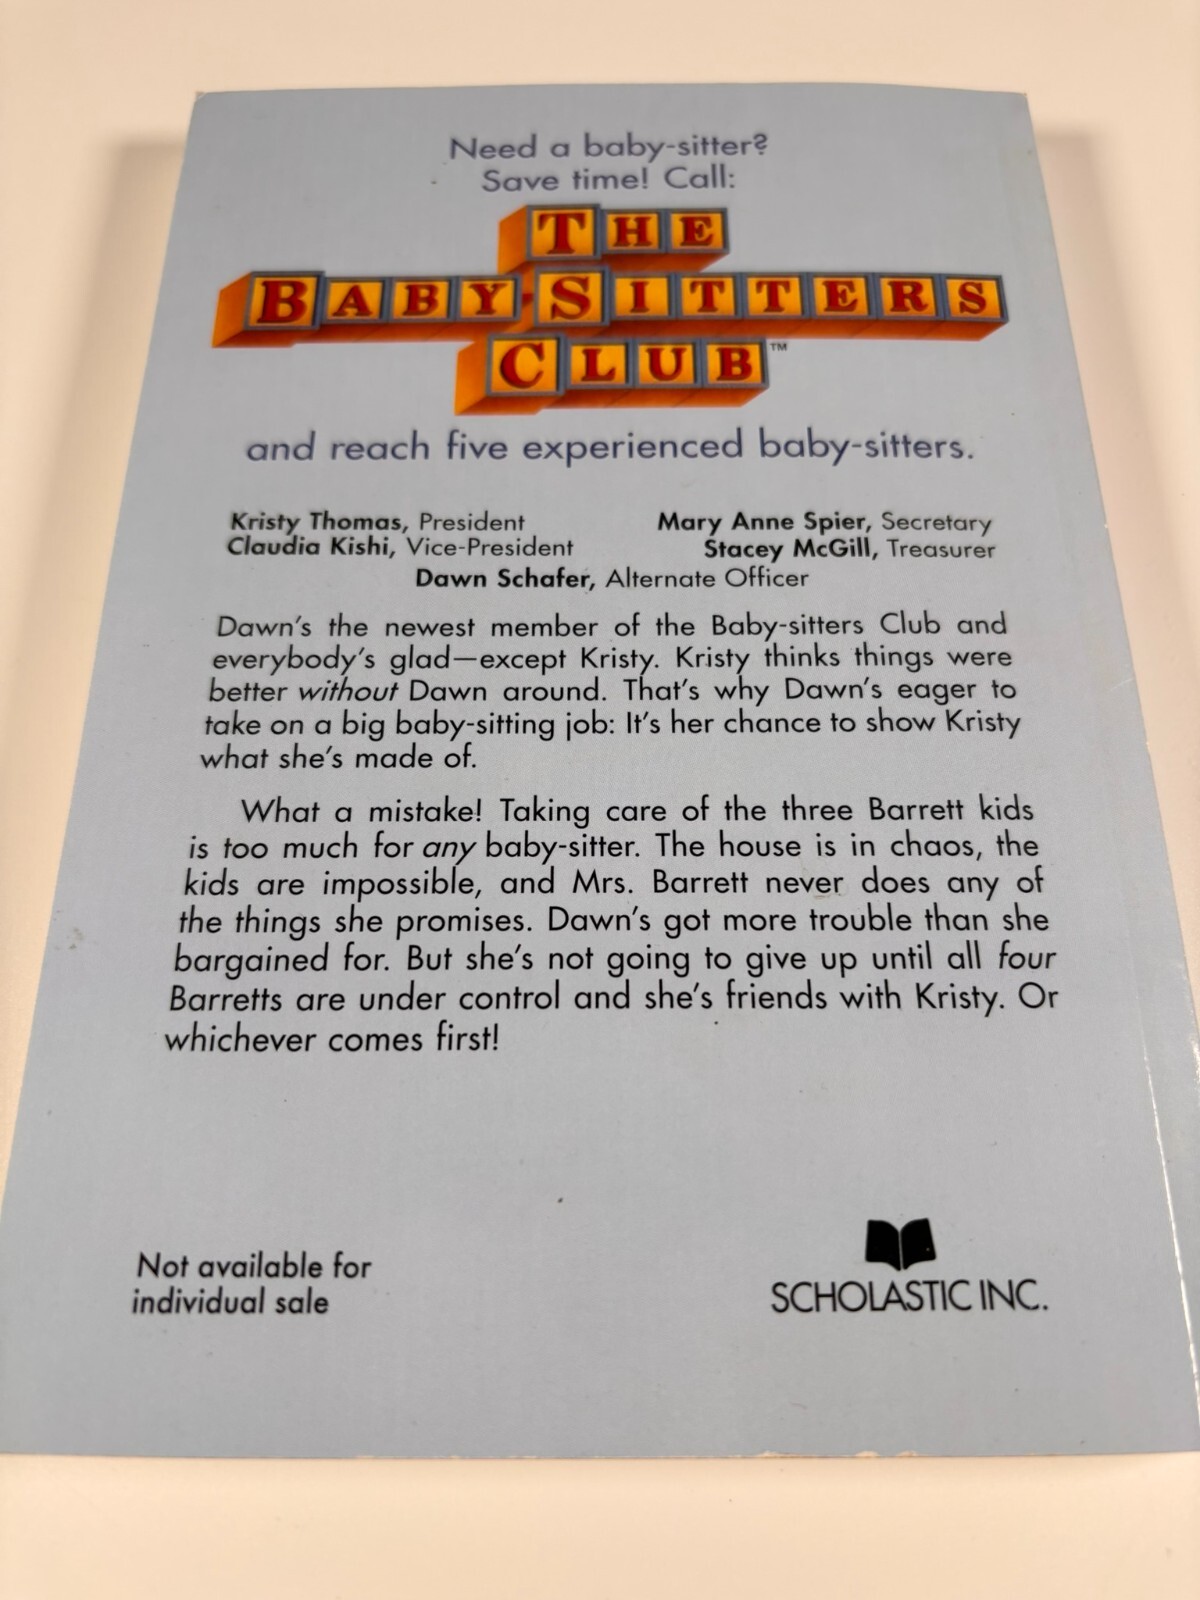 Need a baby-sitter?
Save time! Call:
THE
BABY SITTERS
CLUB™
and reach five experienced baby-sitters.
Kristy Thomas, President
Mary Anne Spier, Secretary
Claudia Kishi, Vice-President
Stacey McGill, Treasurer
Dawn Schafer, Alternate Officer
Dawn's the newest member of the Baby-sitters Club and
everybody's glad—except Kristy. Kristy thinks things were
better without Dawn around. That's why Dawn's eager to
take on a big baby-sitting job: It's her chance to show Kristy
what she's made of.
What a mistake! Taking care of the three Barrett kids
is too much for any baby-sitter. The house is in chaos, the
kids are impossible, and Mrs. Barrett never does any of
the things she promises. Dawn's got more trouble than she
bargained for. But she's not going to give up until all four
Barretts are under control and she's friends with Kristy. Or
whichever comes first!
Not available for
individual sale
SCHOLASTIC INC.